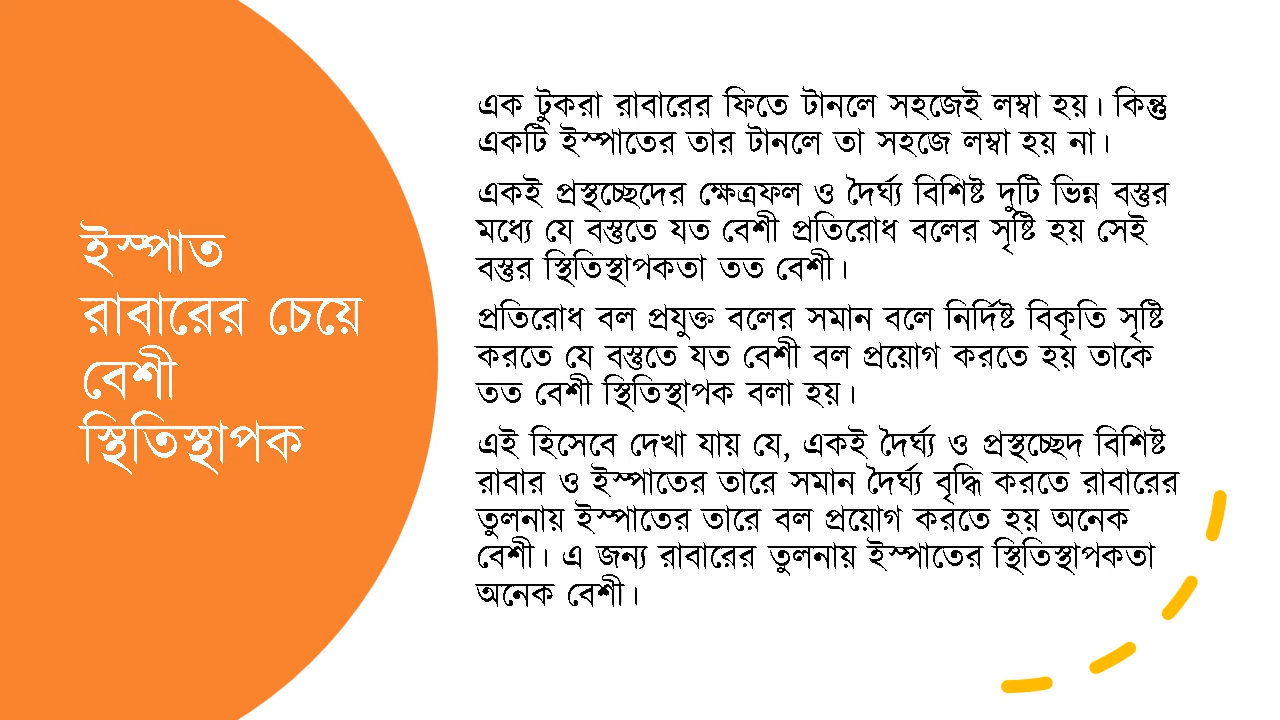 ইস্পাত
রাবারের চেয়ে
বেশী
স্থিতিস্থাপক
এক টুকরা রাবারের ফিতে টানলে সহজেই লম্বা হয়। কিন্তু
একটি ইস্পাতের তার টানলে তা সহজে লম্বা হয় না।
একই প্রস্থচ্ছেদের ক্ষেত্রফল ও দৈর্ঘ্য বিশিষ্ট দুটি ভিন্ন বস্তুর
মধ্যে যে বস্তুতে যত বেশী প্রতিরোধ বলের সৃষ্টি হয় সেই
বস্তুর স্থিতিস্থাপকতা তত বেশী।
প্রতিরোধ বল প্রযুক্ত বলের সমান বলে নির্দিষ্ট বিকৃতি সৃষ্টি
করতে যে বস্তুতে যত বেশী বল প্রয়োগ করতে হয় তাকে
তত বেশী স্থিতিস্থাপক বলা হয়।
এই হিসেবে দেখা যায় যে, একই দৈর্ঘ্য ও প্রস্থচ্ছেদ বিশিষ্ট
রাবার ও ইস্পাতের তারে সমান দৈর্ঘ্য বৃদ্ধি করতে রাবারের
তুলনায় ইস্পাতের তারে বল প্রয়োগ করতে হয় অনেক
বেশী। এ জন্য রাবারের তুলনায় ইস্পাতের স্থিতিস্থাপকতা
অনেক বেশী।